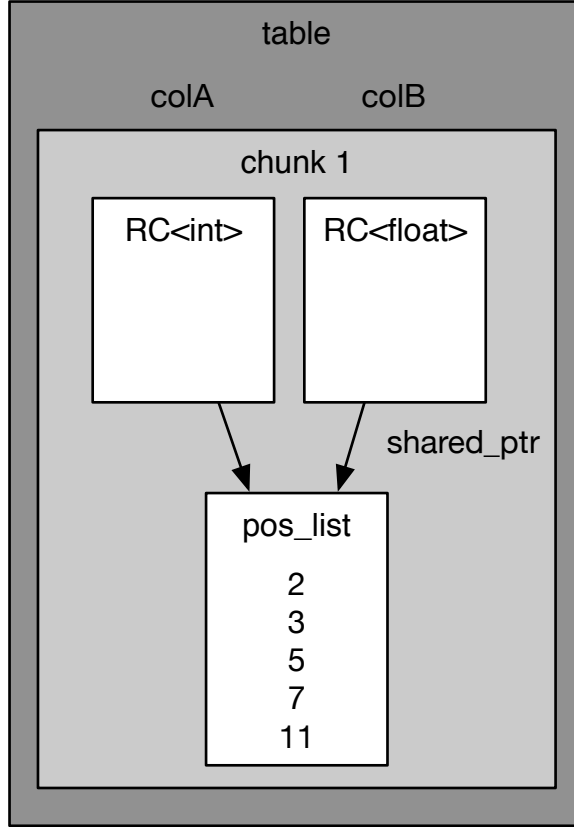 table
colA colB
chunk 1
RC<int> RC<float>
shared_ptr
pos_list
2
3
5
7
11